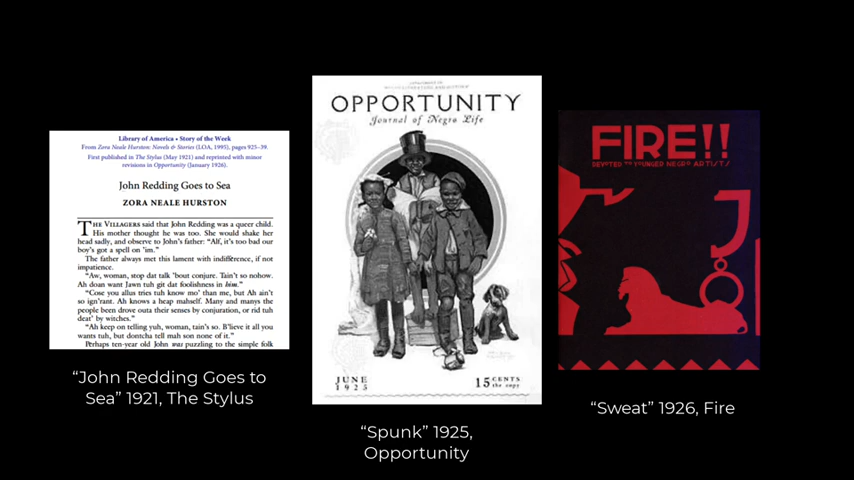 Library of America • Story of the Week
From Zora Neale Hurston: Novels & Stories (LOA, 1995), pages 925–39.
First published in The Stylus (May 1921) and reprinted with minor
revisions in Opportunity (January 1926).
John Redding Goes to Sea
ZORA NEALE HURSTON
THE VILLAGERS said that John Redding was a queer child.
His mother thought he was too. She would shake her
head sadly, and observe to John's father: “Alf, it's too bad our
boy's got a spell on 'im.”
The father always met this lament with indifference, if not
impatience.
“Aw, woman, stop dat talk 'bout conjure. Tain't so nohow.
Ah doan want Jawn tuh git dat foolishness in him.”
“Cose you allus tries tuh know mo' than me, but Ah ain't
so ign'rant. Ah knows a heap mahself. Many and manys the
people been drove outa their senses by conjuration, or rid tuh
deat' by witches.”
“Ah keep on telling yuh, woman, tain's so. B'lieve it all you
wants tuh, but dontcha tell mah son none of it.”
Perhaps ten-year old John was puzzling to the simple folk
“John Redding Goes to
Sea” 1921, The Stylus
OPPORTUNITY
Journal of Negro Life
JUNE
1925
15 CENTS
the copy
“Spunk” 1925,
Opportunity
FIRE!!
DEVOTED TO YOUNGER NEGRO ARTISTS
“Sweat” 1926, Fire